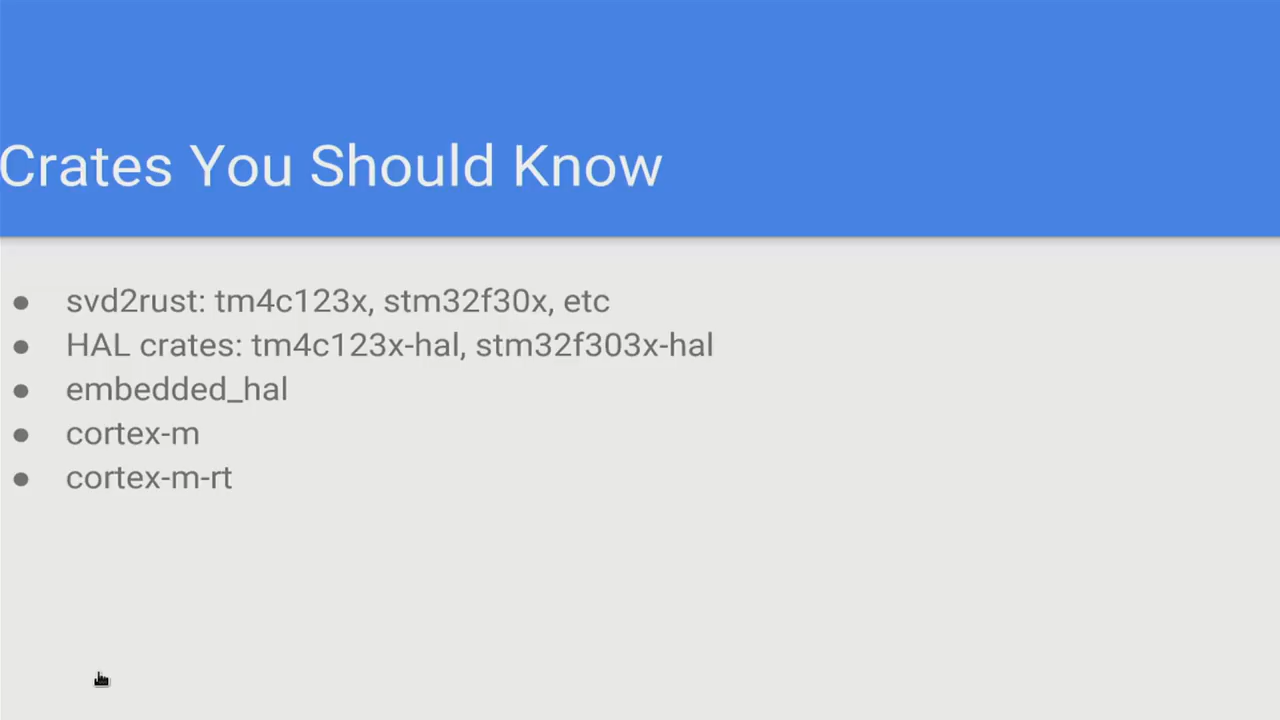 Crates You Should Know
● svd2rust: tm4c123x, stm32f30x, etc
● HAL crates: tm4c123x-hal, stm32f303x-hal
● embedded_hal
● cortex-m
● cortex-m-rt